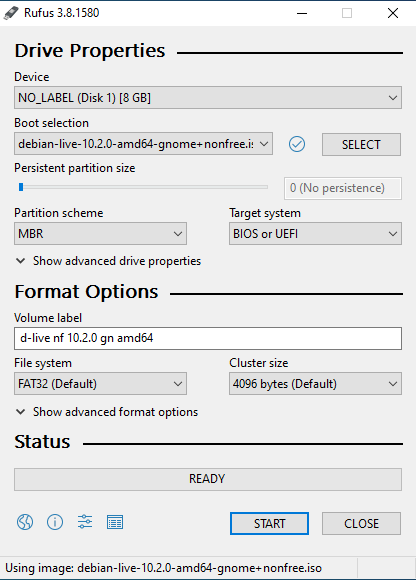 Rufus 3.8.1580
Drive Properties
Device
NO_LABEL (Disk 1) [8 GB]
Boot selection
debian-live-10.2.0-amd64-gnome+nonfree.is
SELECT
Persistent partition size
0 (No persistence)
Partition scheme
Target system
MBR
BIOS or UEFI
Show advanced drive properties
Format Options
Volume label
d-live nf 10.2.0 gn amd64
File system
Cluster size
FAT32 (Default)
4096 bytes (Default)
Show advanced format options
Status
READY
START
CLOSE
Using image: debian-live-10.2.0-amd64-gnome+nonfree.iso